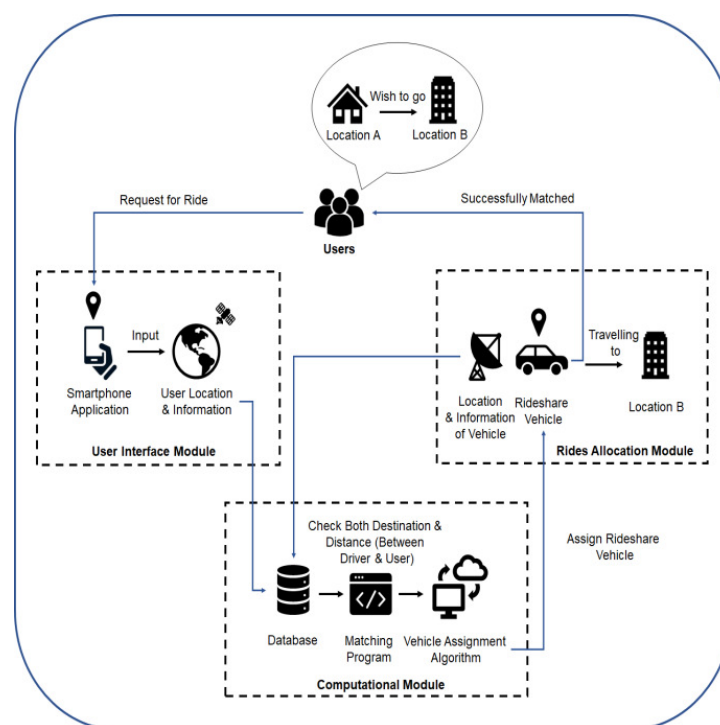 Wish to go
Location A
Location B
Request for Ride
Successfully Matched
Users
Input
Travelling
to
Smartphone
Application
User Location
& Information
Location
& Information
of Vehicle
Rideshare
Vehicle
Location B
User Interface Module
Rides Allocation Module
Check Both Destination &
Distance (Between
Driver & User)
Assign Rideshare
Vehicle
</>
Database
Matching
Program
Vehicle Assignment
Algorithm
Computational Module